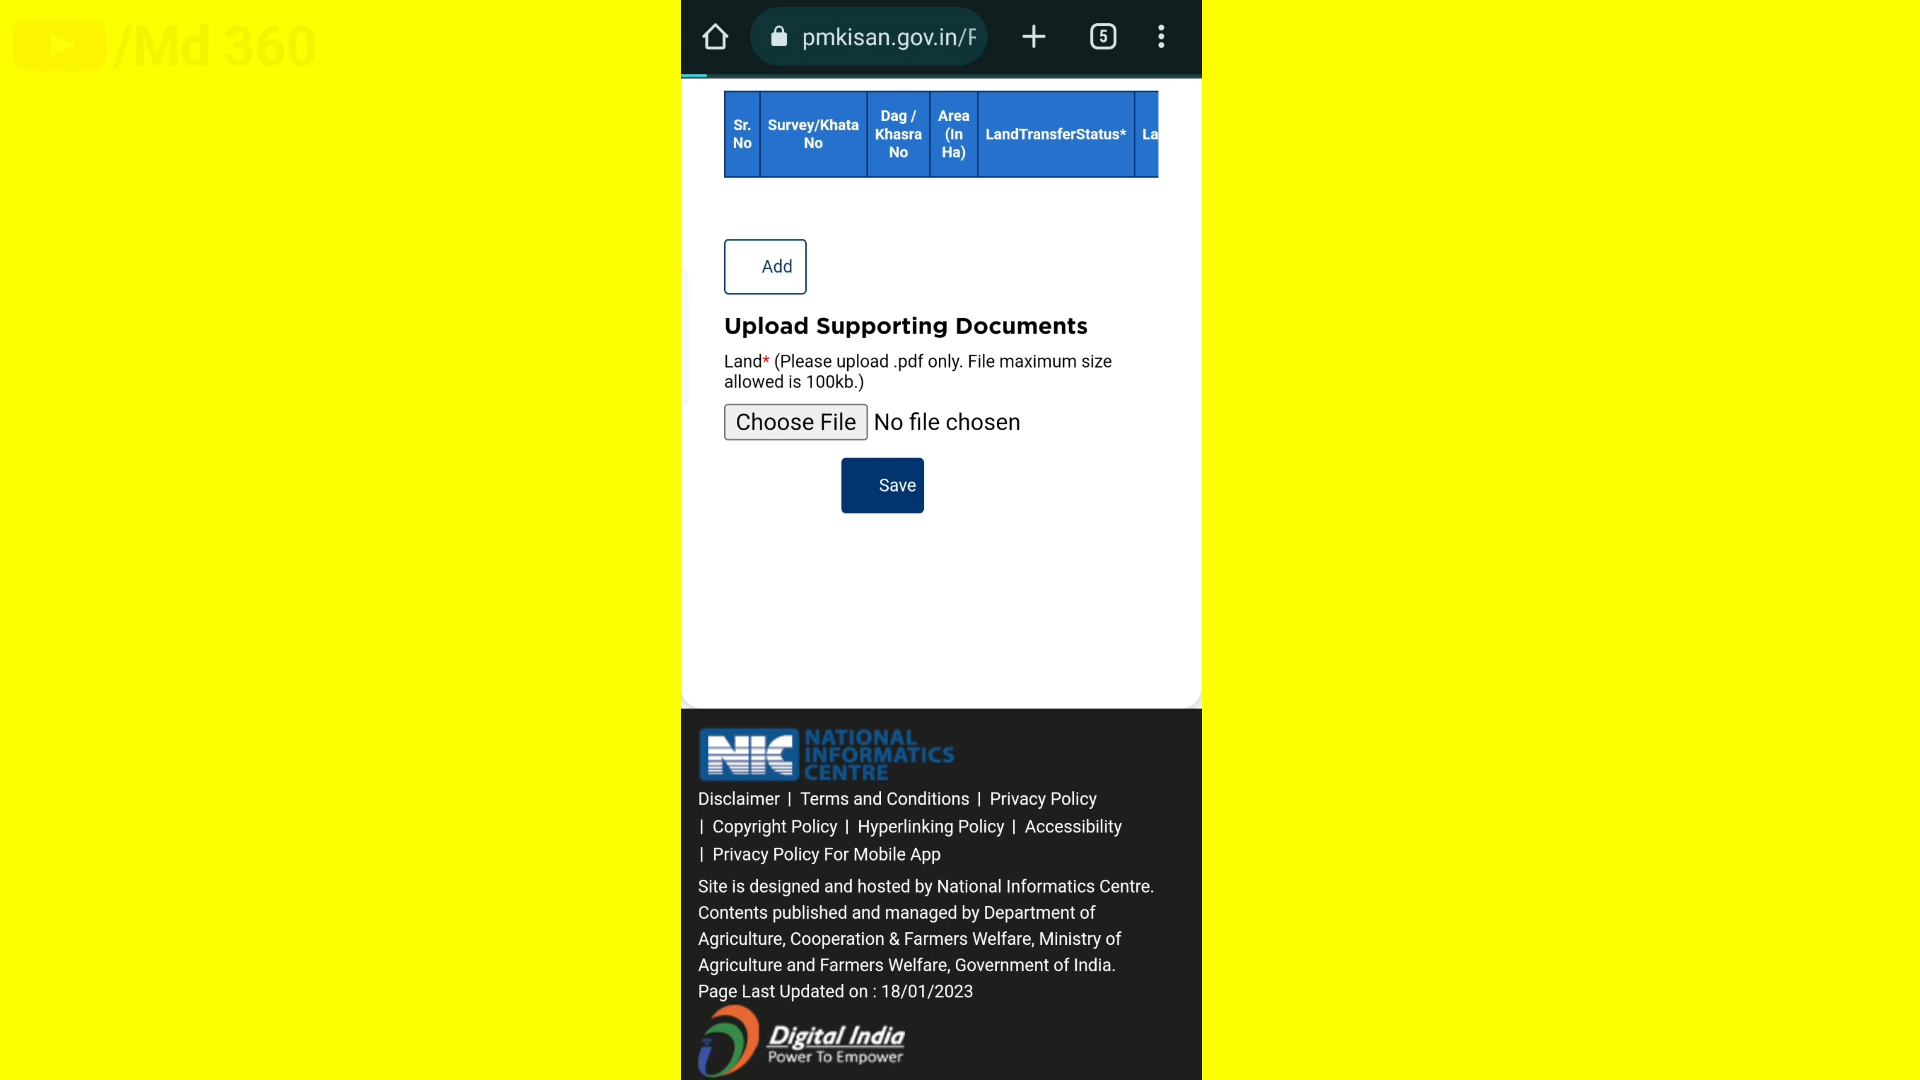 /Md 360
pmkisan.gov.in/F
5
Sr. No
Survey/Khata No
Dag / Khasra No
Area (In Ha)
LandTransferStatus*
La
Add
Upload Supporting Documents
Land* (Please upload .pdf only. File maximum size
allowed is 100kb.)
Choose File No file chosen
Save
NIC NATIONAL INFORMATICS CENTRE
Disclaimer | Terms and Conditions | Privacy Policy
| Copyright Policy | Hyperlinking Policy | Accessibility
| Privacy Policy For Mobile App
Site is designed and hosted by National Informatics Centre.
Contents published and managed by Department of
Agriculture, Cooperation & Farmers Welfare, Ministry of
Agriculture and Farmers Welfare, Government of India.
Page Last Updated on : 18/01/2023
Digital India
Power To Empower